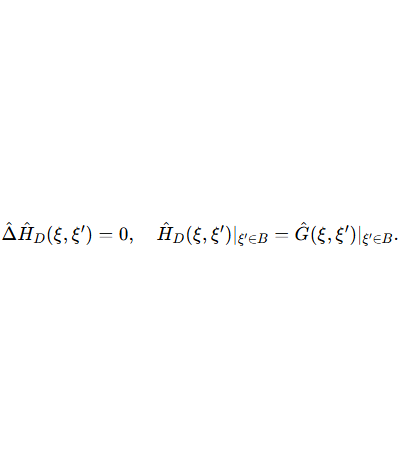 Δ̂Ĥ_D(ξ, ξ′) = 0,    Ĥ_D(ξ, ξ′)|_{ξ′∈B} = Ĝ(ξ, ξ′)|_{ξ′∈B}.